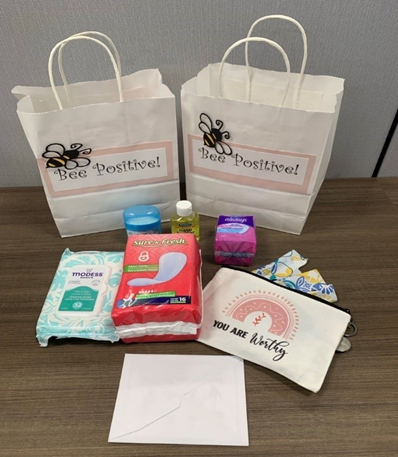 Bee Positive!
Bee Positive!
modess
Sure & Fresh
16
YOU ARE Worthy